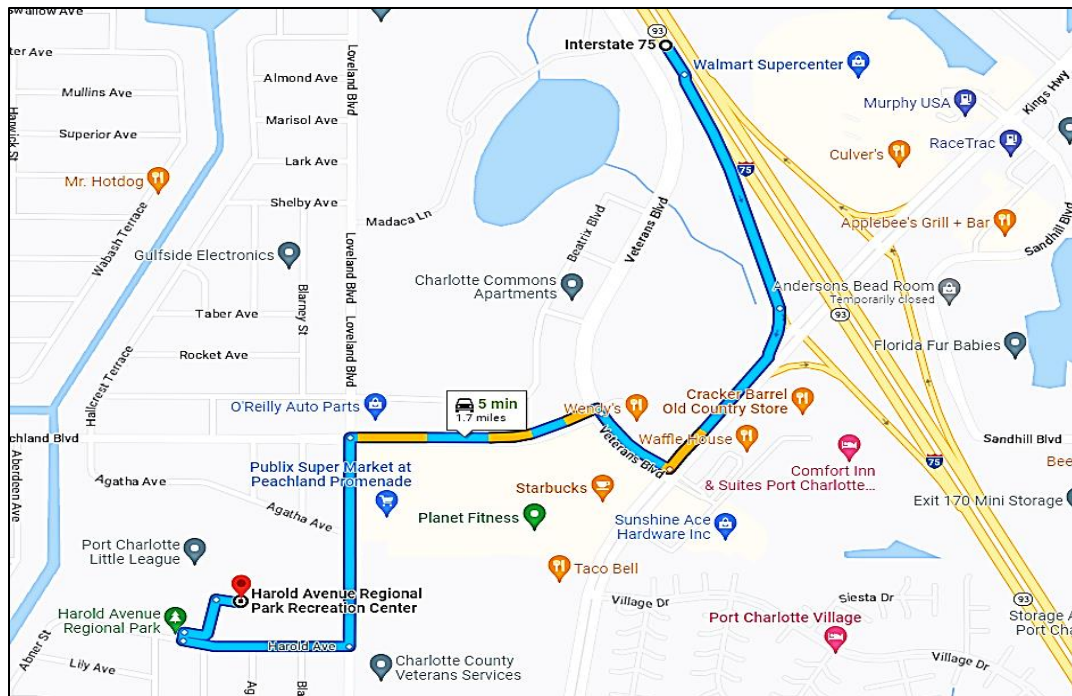 swallow Ave
ter Ave
Mullins Ave
Superior Ave
Harwick St
Mr. Hotdog
Wabash Terrace
Loveland Blvd
Almond Ave
Marisol Ave
Lark Ave
Shelby Ave
Madaca Ln
Gulfside Electronics
Blarney St
Loveland Blvd
Taber Ave
Rocket Ave
Loveland Blvd
Hallcrest Terrace
O'Reilly Auto Parts
chland Blvd
Aberdeen Ave
Agatha Ave
Agatha Ave
Publix Super Market at
Peachland Promenade
Port Charlotte
Little League
Harold Avenue
Regional Park
Harold Avenue Regional
Park Recreation Center
Abner St
Lily Ave
Harold Ave
Ag
Bla
Charlotte County
Veterans Services
Interstate 75
93
Walmart Supercenter
Murphy USA
Kings Hwy
RaceTrac
Culver's
75
Applebee's Grill + Bar
Sandhill Blvd
Beatrix Blvd
Veterans Blvd
Charlotte Commons
Apartments
Andersons Bead Room
Temporarily closed
93
Florida Fur Babies
5 min
1.7 miles
Wendy's
Cracker Barrel
Old Country Store
Waffle House
Veterans Blvd
Starbucks
Planet Fitness
Comfort Inn
& Suites Port Charlotte...
Sunshine Ace
Hardware Inc
Taco Bell
Sandhill Blvd
75
Bee
Exit 170 Mini Storage
Village Dr
Siesta Dr
93
Storage A
Port Cha
Port Charlotte Village
Village Dr